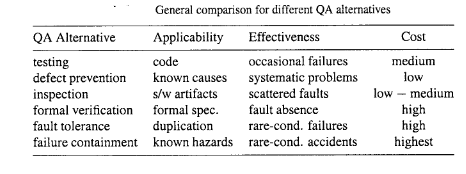 General comparison for different QA alternatives
QA Alternative Applicability Effectiveness Cost
testing code occasional failures medium
defect prevention known causes systematic problems low
inspection s/w artifacts scattered faults low – medium
formal verification formal spec. fault absence high
fault tolerance duplication rare-cond. failures high
failure containment known hazards rare-cond. accidents highest